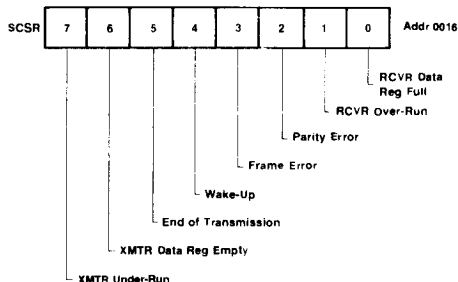 SCSR 7 6 5 4 3 2 1 0 Addr 0016
RCVR Data
Reg Full
RCVR Over-Run
Parity Error
Frame Error
Wake-Up
End of Transmission
XMTR Data Reg Empty
XMTR Under-Run